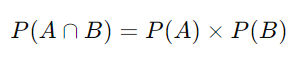 P(A ∩ B) = P(A) × P(B)